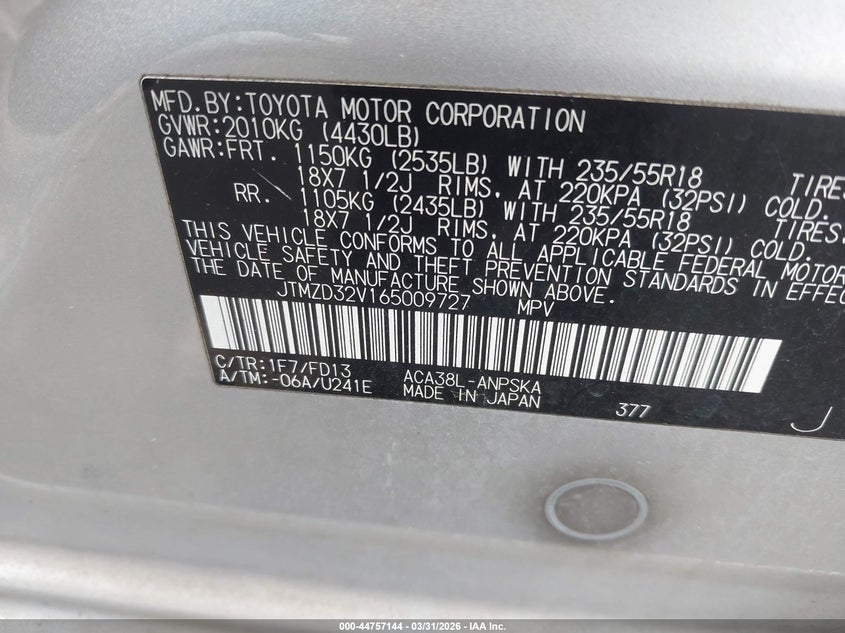 MFD.BY:TOYOTA MOTOR CORPORATION
GVWR:2010KG (4430LB)
GAWR:FRT. 1150KG (2535LB) WITH 235/55R18 TIRES
18X7 1/2J RIMS, AT 220KPA (32PSI) COLD.
RR. 1105KG (2435LB) WITH 235/55R18 TIRES.
18X7 1/2J RIMS, AT 220KPA (32PSI) COLD.
THIS VEHICLE CONFORMS TO ALL APPLICABLE FEDERAL MOTOR
VEHICLE SAFETY AND THEFT PREVENTION STANDARDS IN EFFE
THE DATE OF MANUFACTURE SHOWN ABOVE.
JTMZD32V165009727 MPV
C/TR:1F7/FD13
A/TM:-06A/U241E
ACA38L-ANPSKA
MADE IN JAPAN
377
J
000-44757144 — 03/31/2026 — IAA Inc.